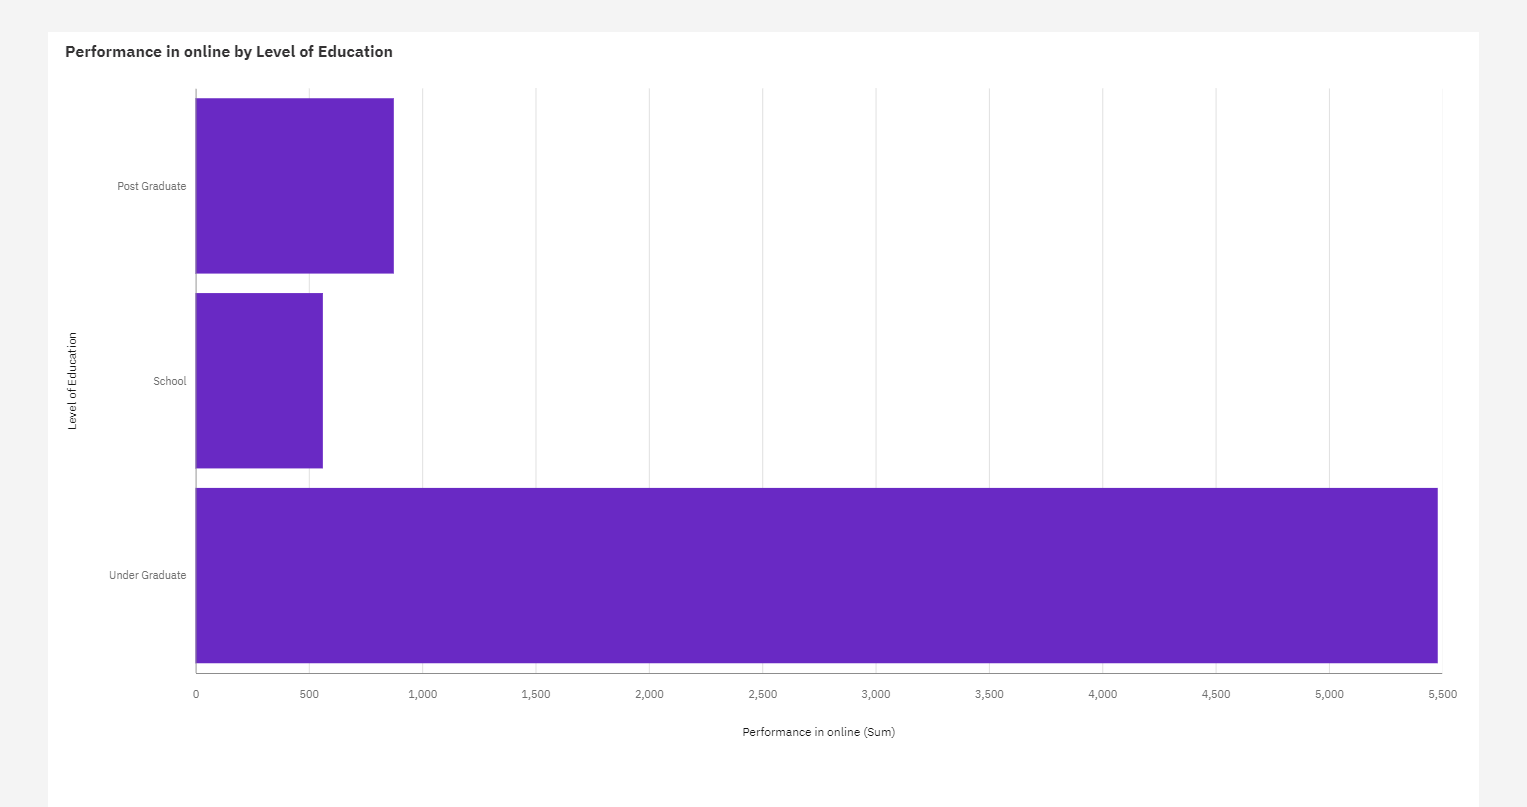 Performance in online by Level of Education
Level of Education
Post Graduate
School
Under Graduate
0 500 1,000 1,500 2,000 2,500 3,000 3,500 4,000 4,500 5,000 5,500
Performance in online (Sum)